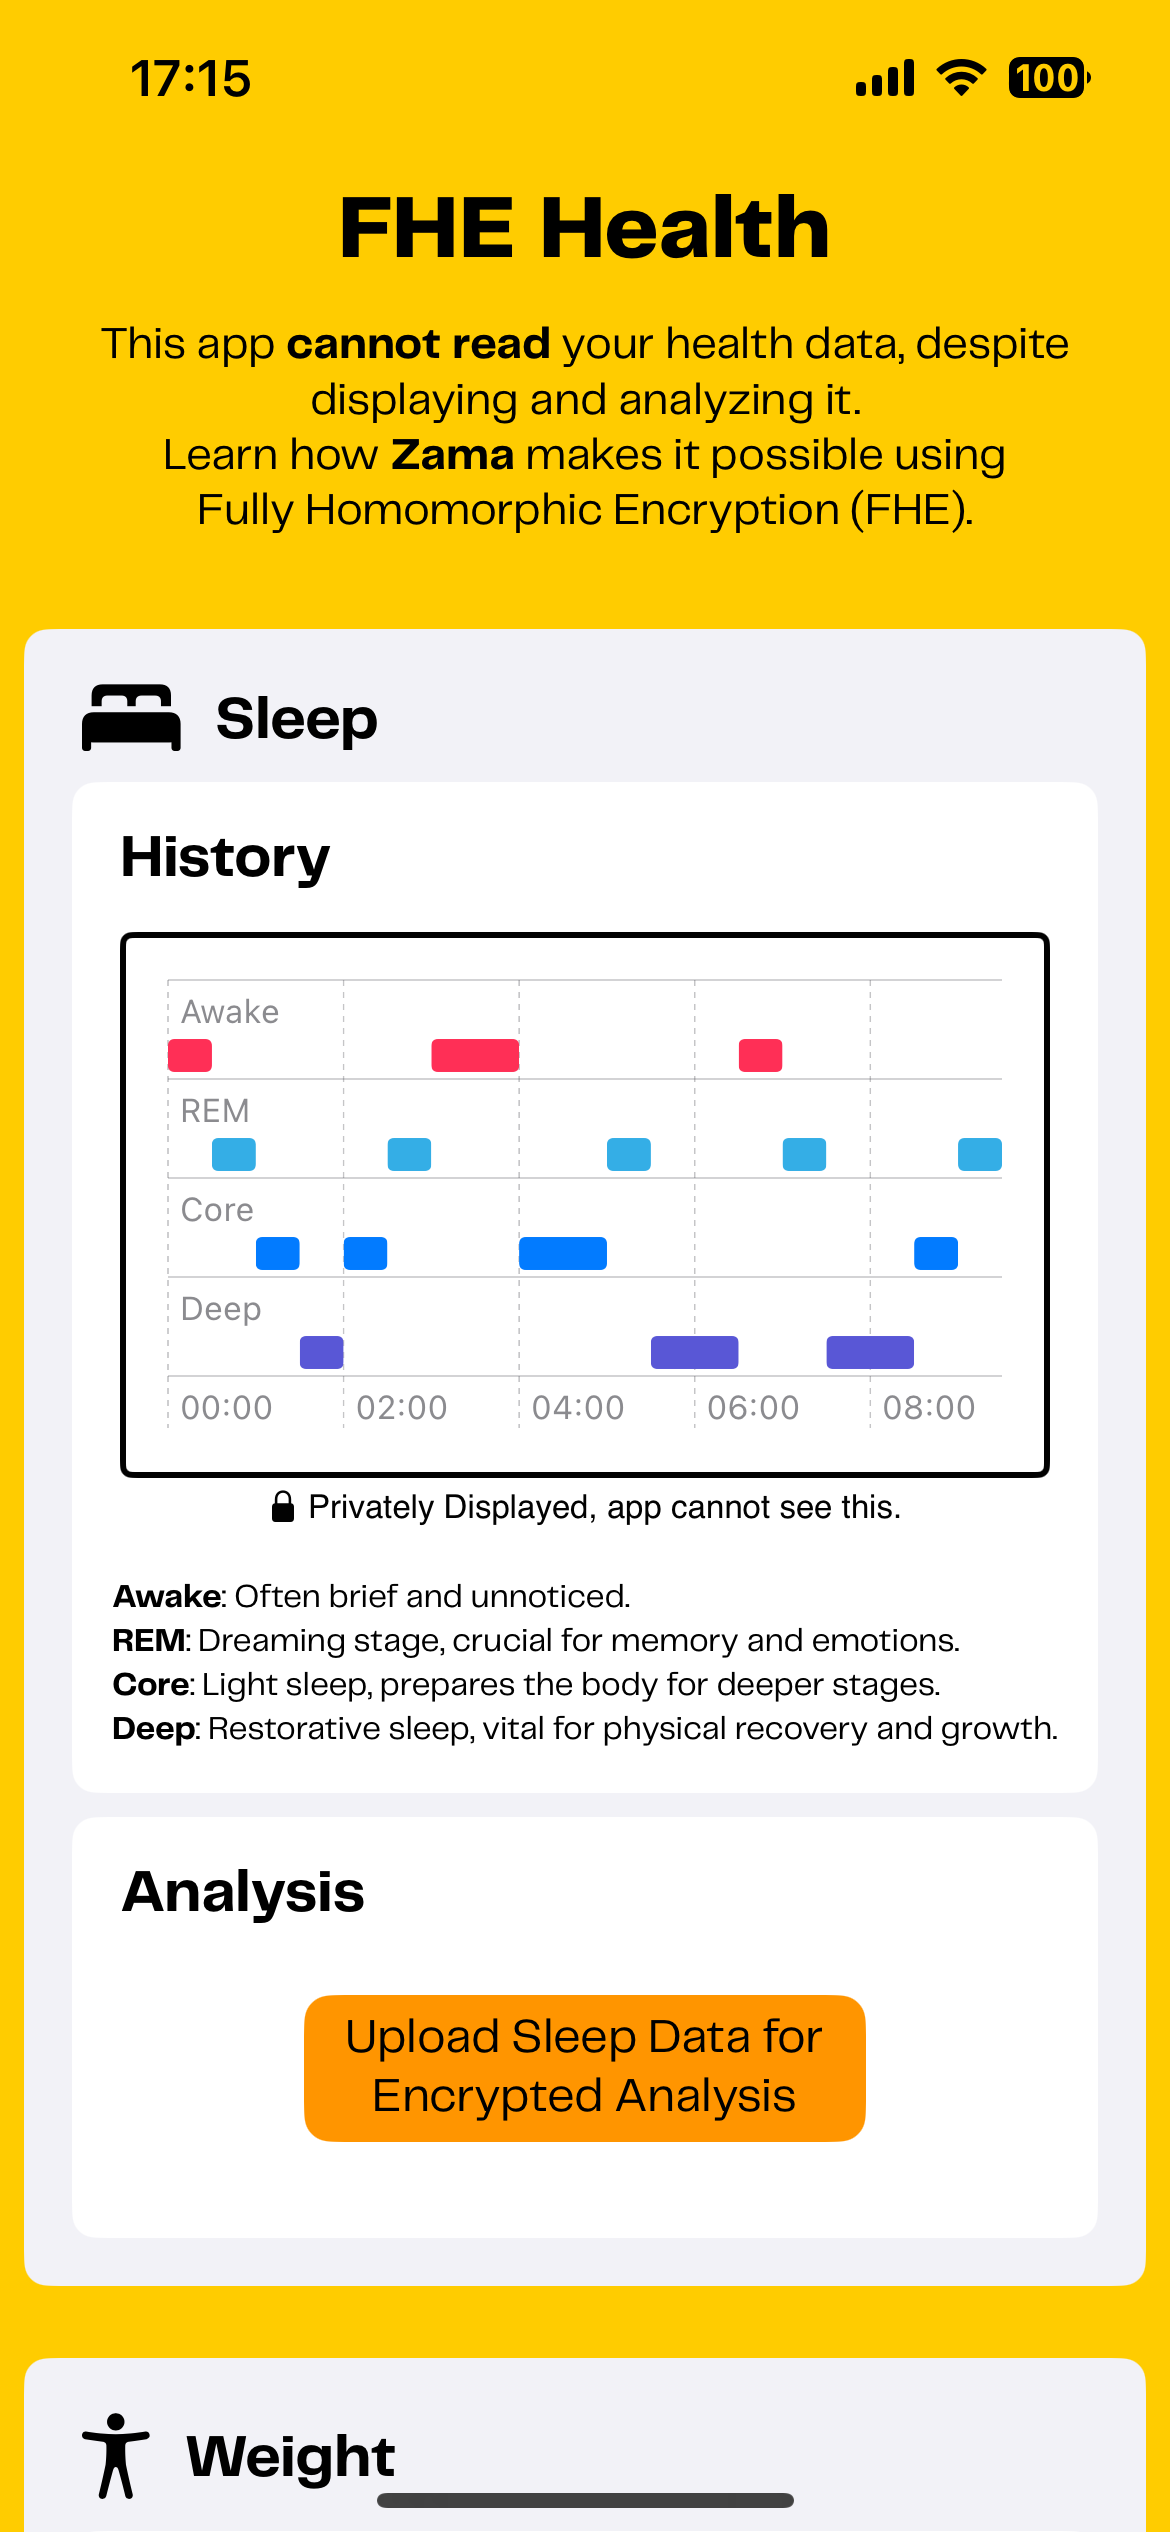 17:15
100
FHE Health
This app cannot read your health data, despite
displaying and analyzing it.
Learn how Zama makes it possible using
Fully Homomorphic Encryption (FHE).
Sleep
History
Awake
REM
Core
Deep
00:00 02:00 04:00 06:00 08:00
Privately Displayed, app cannot see this.
Awake: Often brief and unnoticed.
REM: Dreaming stage, crucial for memory and emotions.
Core: Light sleep, prepares the body for deeper stages.
Deep: Restorative sleep, vital for physical recovery and growth.
Analysis
Upload Sleep Data for
Encrypted Analysis
Weight